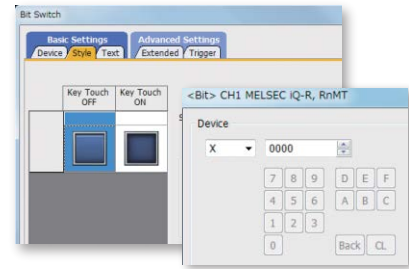 Bit Switch
Basic Settings Advanced Settings
Device Style Text Extended Trigger
Key Touch OFF Key Touch ON
<Bit> CH1 MELSEC iQ-R, RnMT
Device
X 0000
7 8 9 D E F
4 5 6 A B C
1 2 3
0 Back CL